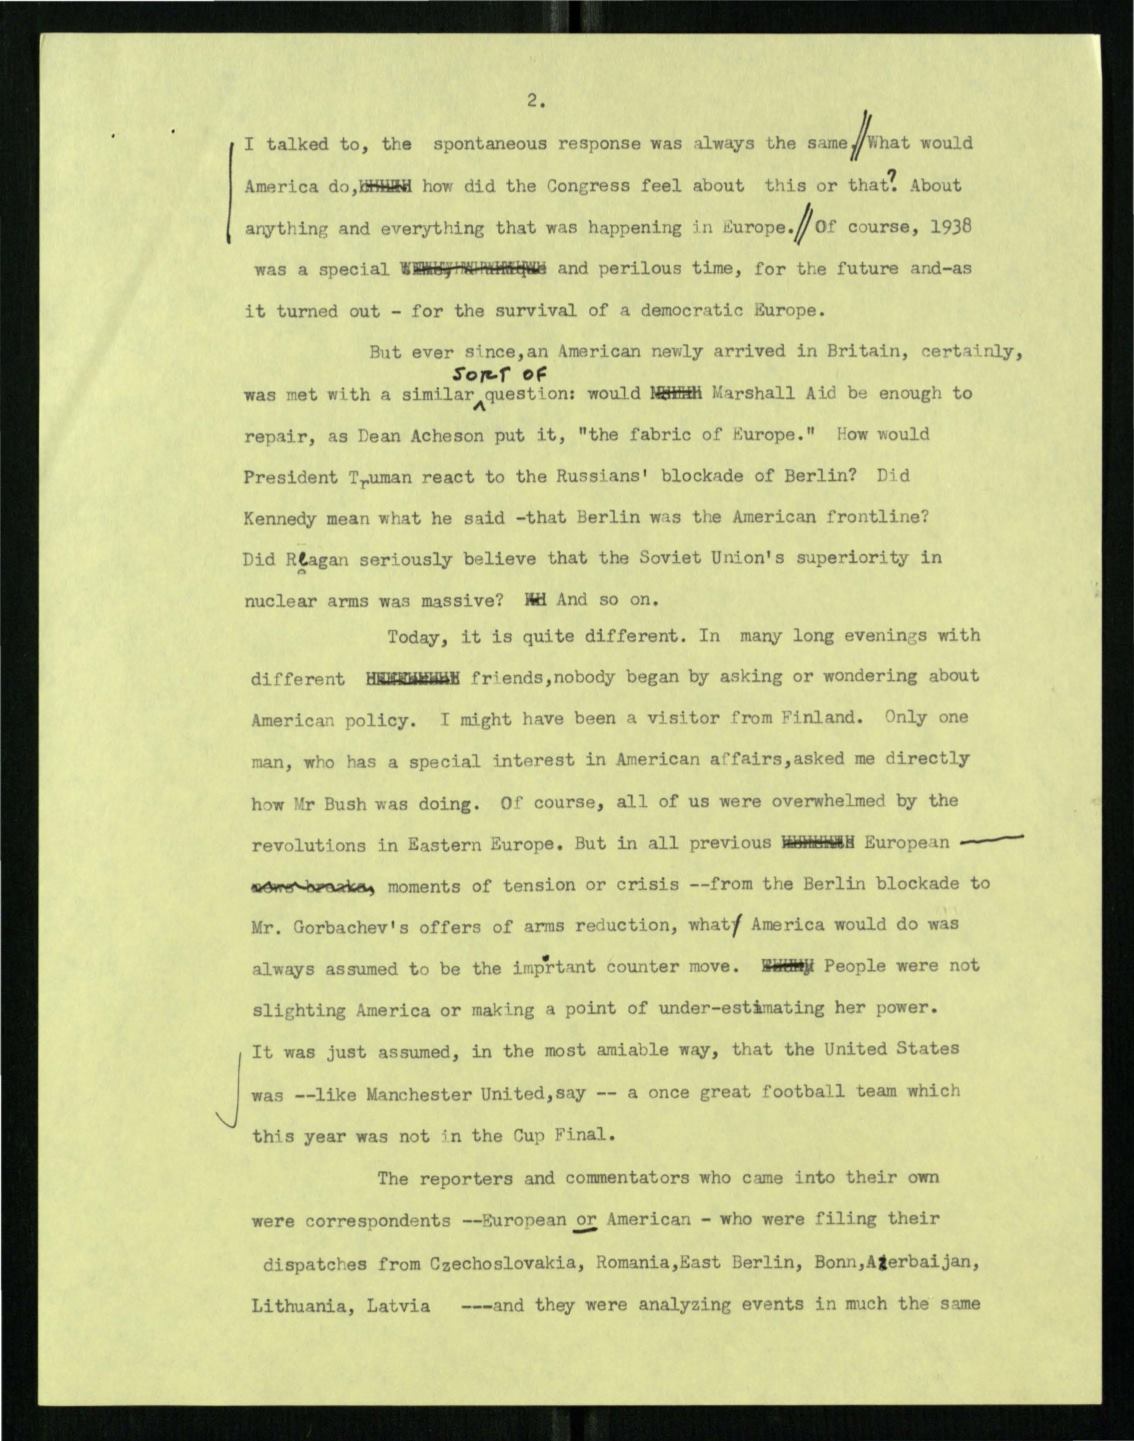 2.
I talked to, the spontaneous response was always the same.//What would
America do, how did the Congress feel about this or that? About
anything and everything that was happening in Europe.//Of course, 1938
was a special and perilous time, for the future and-as
it turned out - for the survival of a democratic Europe.
But ever since,an American newly arrived in Britain, certainly,
SORT OF
was met with a similar question: would Marshall Aid be enough to
repair, as Dean Acheson put it, "the fabric of Europe." How would
President Truman react to the Russians' blockade of Berlin? Did
Kennedy mean what he said -that Berlin was the American frontline?
Did Reagan seriously believe that the Soviet Union's superiority in
nuclear arms was massive? And so on.
Today, it is quite different. In many long evenings with
different friends,nobody began by asking or wondering about
American policy. I might have been a visitor from Finland. Only one
man, who has a special interest in American affairs,asked me directly
how Mr Bush was doing. Of course, all of us were overwhelmed by the
revolutions in Eastern Europe. But in all previous European
news breaks, moments of tension or crisis --from the Berlin blockade to
Mr. Gorbachev's offers of arms reduction, what America would do was
always assumed to be the important counter move. People were not
slighting America or making a point of under-estimating her power.
It was just assumed, in the most amiable way, that the United States
was --like Manchester United,say -- a once great football team which
this year was not in the Cup Final.
The reporters and commentators who came into their own
were correspondents --European or American - who were filing their
dispatches from Czechoslovakia, Romania,East Berlin, Bonn,Azerbaijan,
Lithuania, Latvia ---and they were analyzing events in much the same